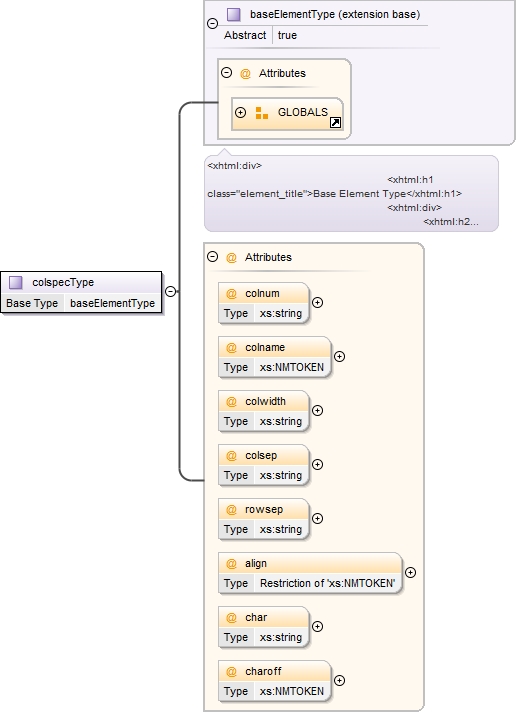 baseElementType (extension base)
Abstract true
@ Attributes
GLOBALS
<xhtml:div>
<xhtml:h1
class="element_title">Base Element Type</xhtml:h1>
<xhtml:div>
<xhtml:h2...
colspecType
Base Type baseElementType
@ Attributes
@ colnum
Type xs:string
@ colname
Type xs:NMTOKEN
@ colwidth
Type xs:string
@ colsep
Type xs:string
@ rowsep
Type xs:string
@ align
Type Restriction of 'xs:NMTOKEN'
@ char
Type xs:string
@ charoff
Type xs:NMTOKEN